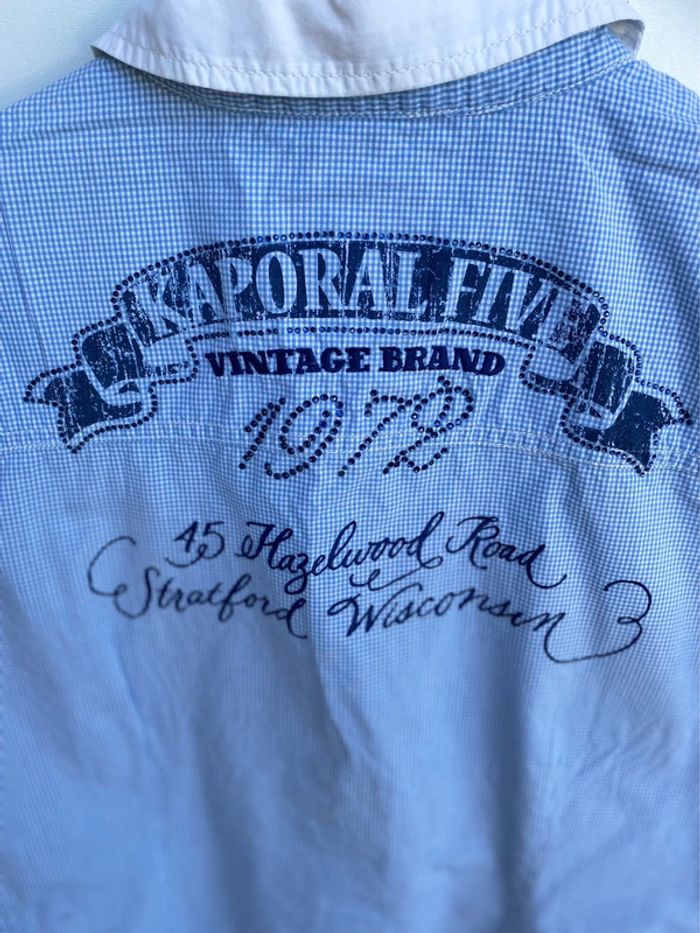 KAPORAL FIVE
VINTAGE BRAND
1972
45 Hazelwood Road
Stratford Wisconsin